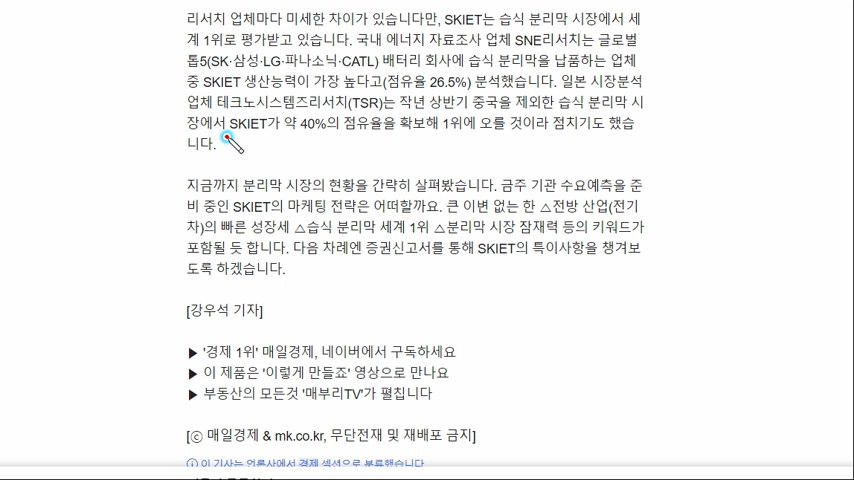 리서치 업체마다 미세한 차이가 있습니다만, SKIET는 습식 분리막 시장에서 세
계 1위로 평가받고 있습니다. 국내 에너지 자료조사 업체 SNE리서치는 글로벌
톱5(SK·삼성·LG·파나소닉·CATL) 배터리 회사에 습식 분리막을 납품하는 업체
중 SKIET 생산능력이 가장 높다고(점유율 26.5%) 분석했습니다. 일본 시장분석
업체 테크노시스템즈리서치(TSR)는 작년 상반기 중국을 제외한 습식 분리막 시
장에서 SKIET가 약 40%의 점유율을 확보해 1위에 오를 것이라 점치기도 했습
니다.
지금까지 분리막 시장의 현황을 간략히 살펴봤습니다. 금주 기관 수요예측을 준
비 중인 SKIET의 마케팅 전략은 어떠할까요. 큰 이변 없는 한 △전방 산업(전기
차)의 빠른 성장세 △습식 분리막 세계 1위 △분리막 시장 잠재력 등의 키워드가
포함될 듯 합니다. 다음 차례엔 증권신고서를 통해 SKIET의 특이사항을 챙겨보
도록 하겠습니다.
[강우석 기자]
▶ '경제 1위' 매일경제, 네이버에서 구독하세요
▶ 이 제품은 '이렇게 만들죠' 영상으로 만나요
▶ 부동산의 모든것 '매부리TV'가 펼칩니다
[ⓒ 매일경제 & mk.co.kr, 무단전재 및 재배포 금지]
ⓘ 이 기사는 언론사에서 경제 섹션으로 분류했습니다.